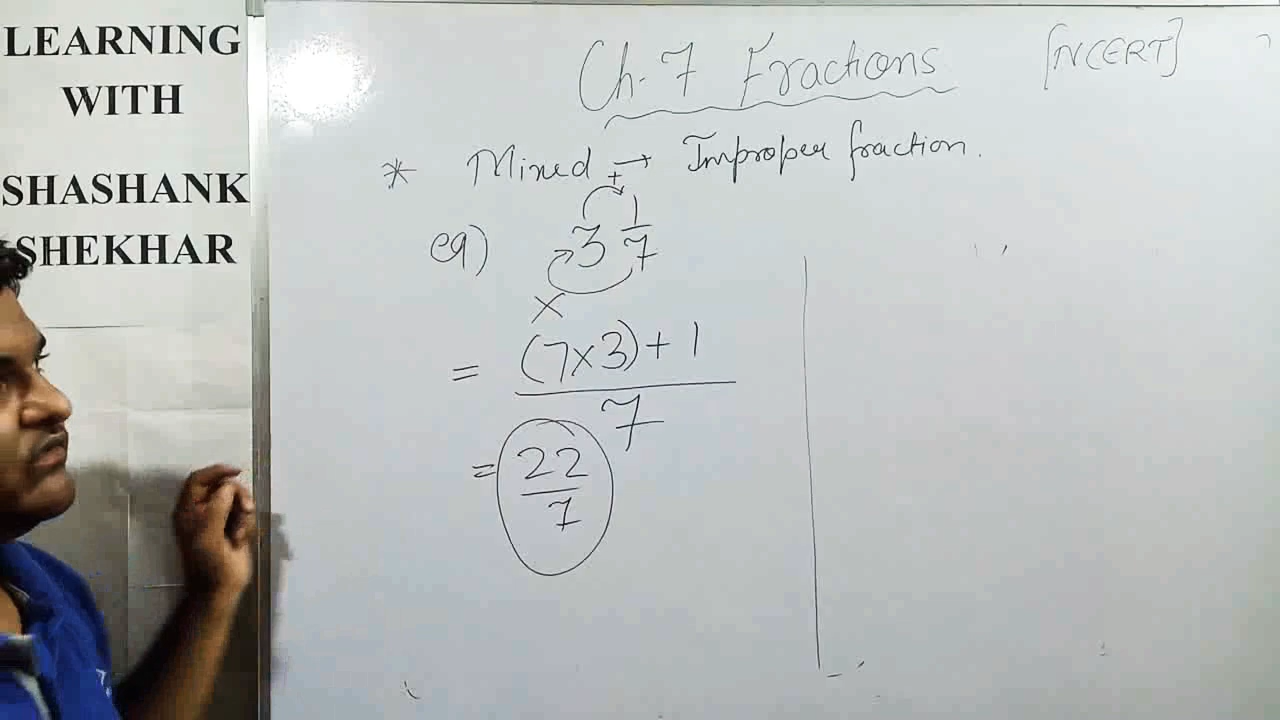 LEARNING
WITH
SHASHANK
SHEKHAR
Ch. 7 Fractions [NCERT]
* Mixed → Improper fraction.
+
eg) 3 1/7
×
= (7×3)+1
7
= 22
7